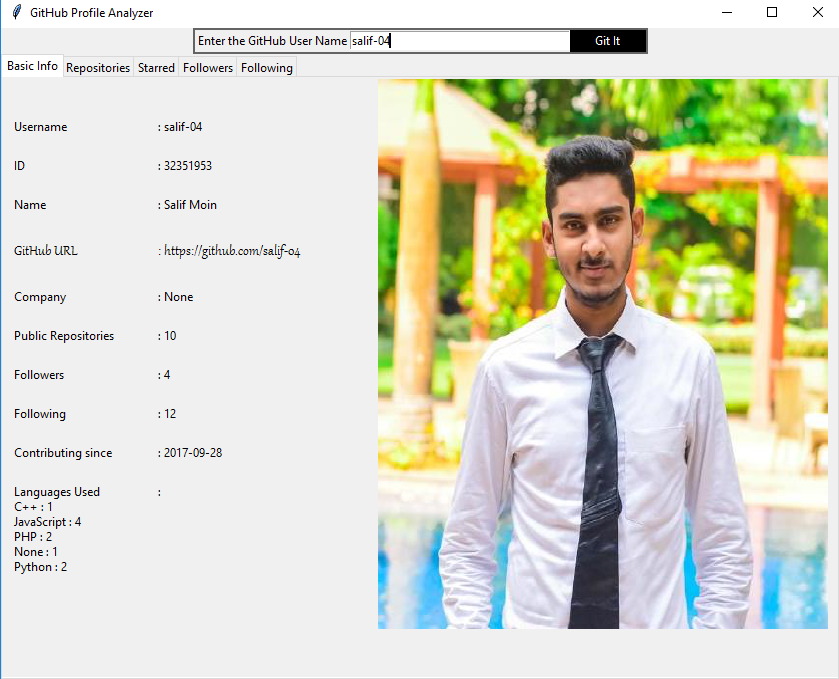 GitHub Profile Analyzer
Enter the GitHub User Name salif-04 Git It
Basic Info Repositories Starred Followers Following
Username : salif-04
ID : 32351953
Name : Salif Moin
GitHub URL : https://github.com/salif-04
Company : None
Public Repositories : 10
Followers : 4
Following : 12
Contributing since : 2017-09-28
Languages Used :
C++ : 1
JavaScript : 4
PHP : 2
None : 1
Python : 2